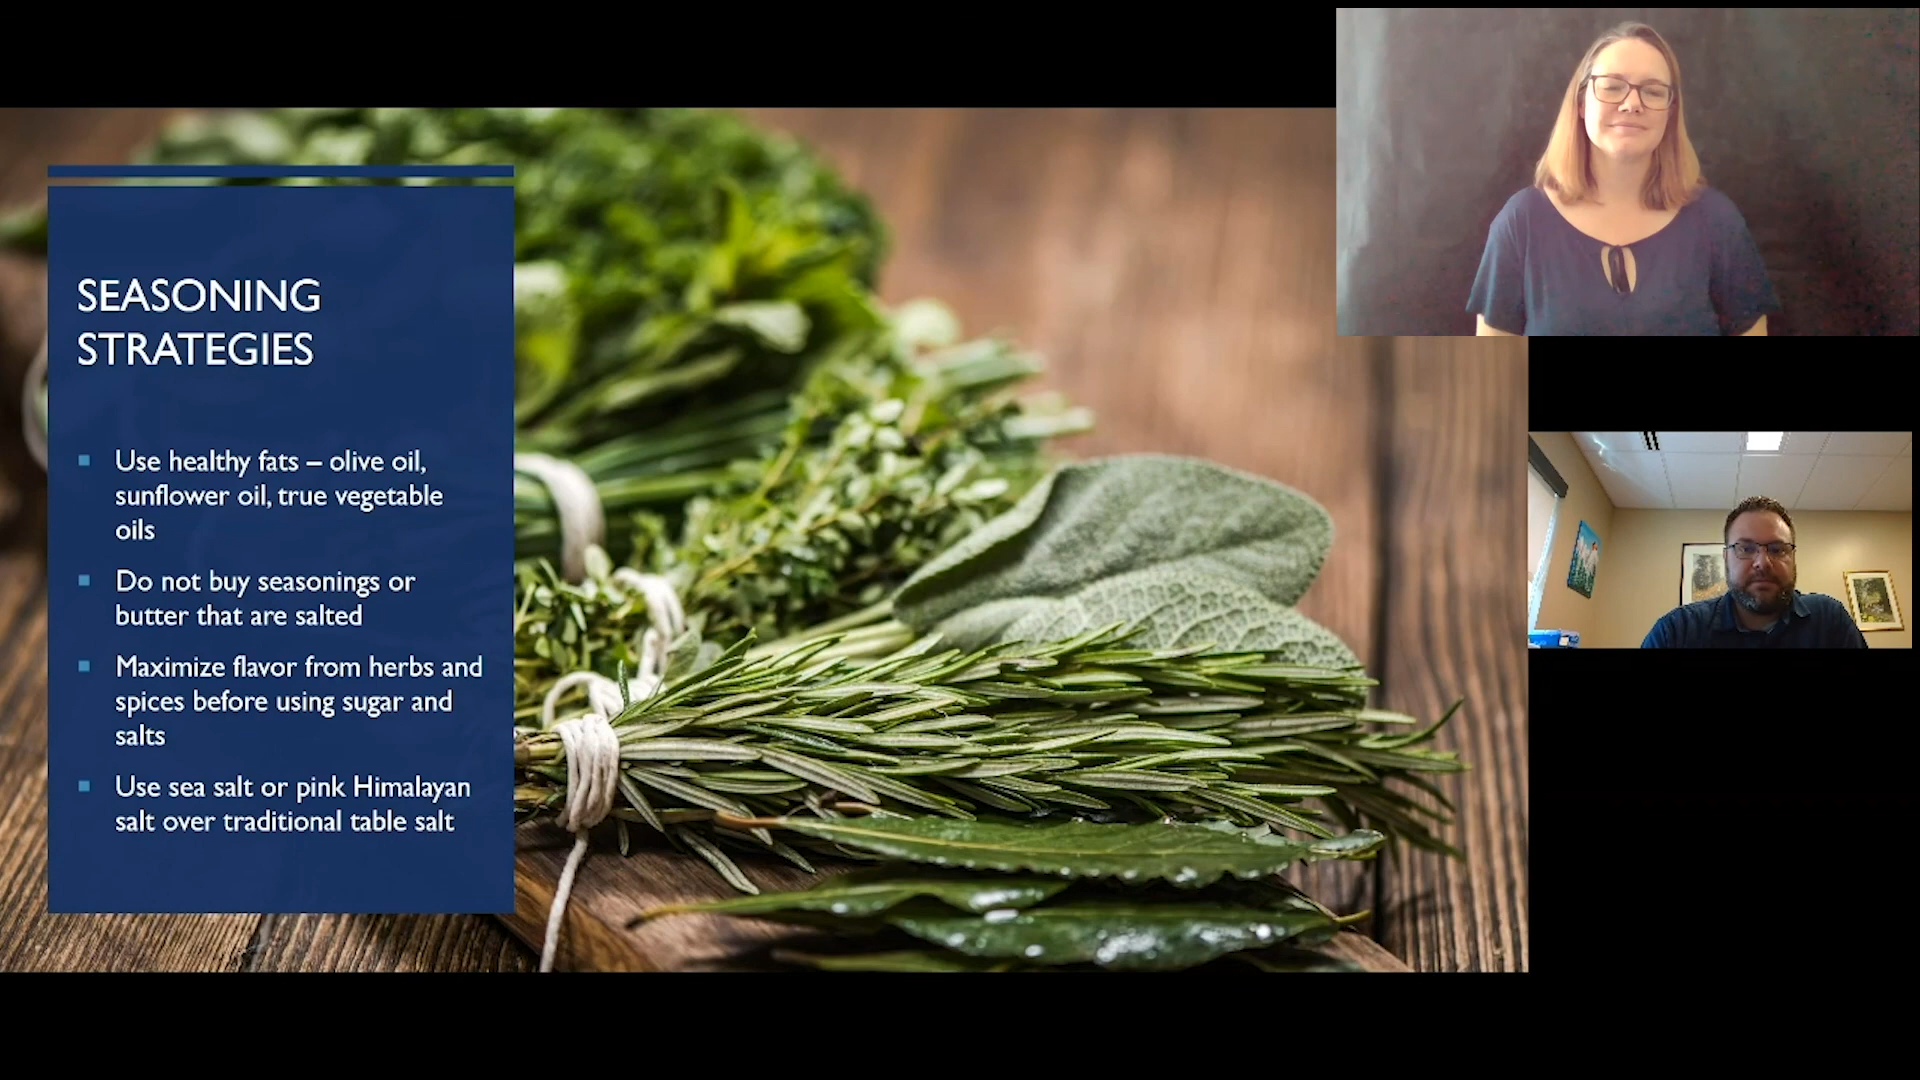 SEASONING
STRATEGIES
Use healthy fats – olive oil,
sunflower oil, true vegetable
oils
Do not buy seasonings or
butter that are salted
Maximize flavor from herbs and
spices before using sugar and
salts
Use sea salt or pink Himalayan
salt over traditional table salt